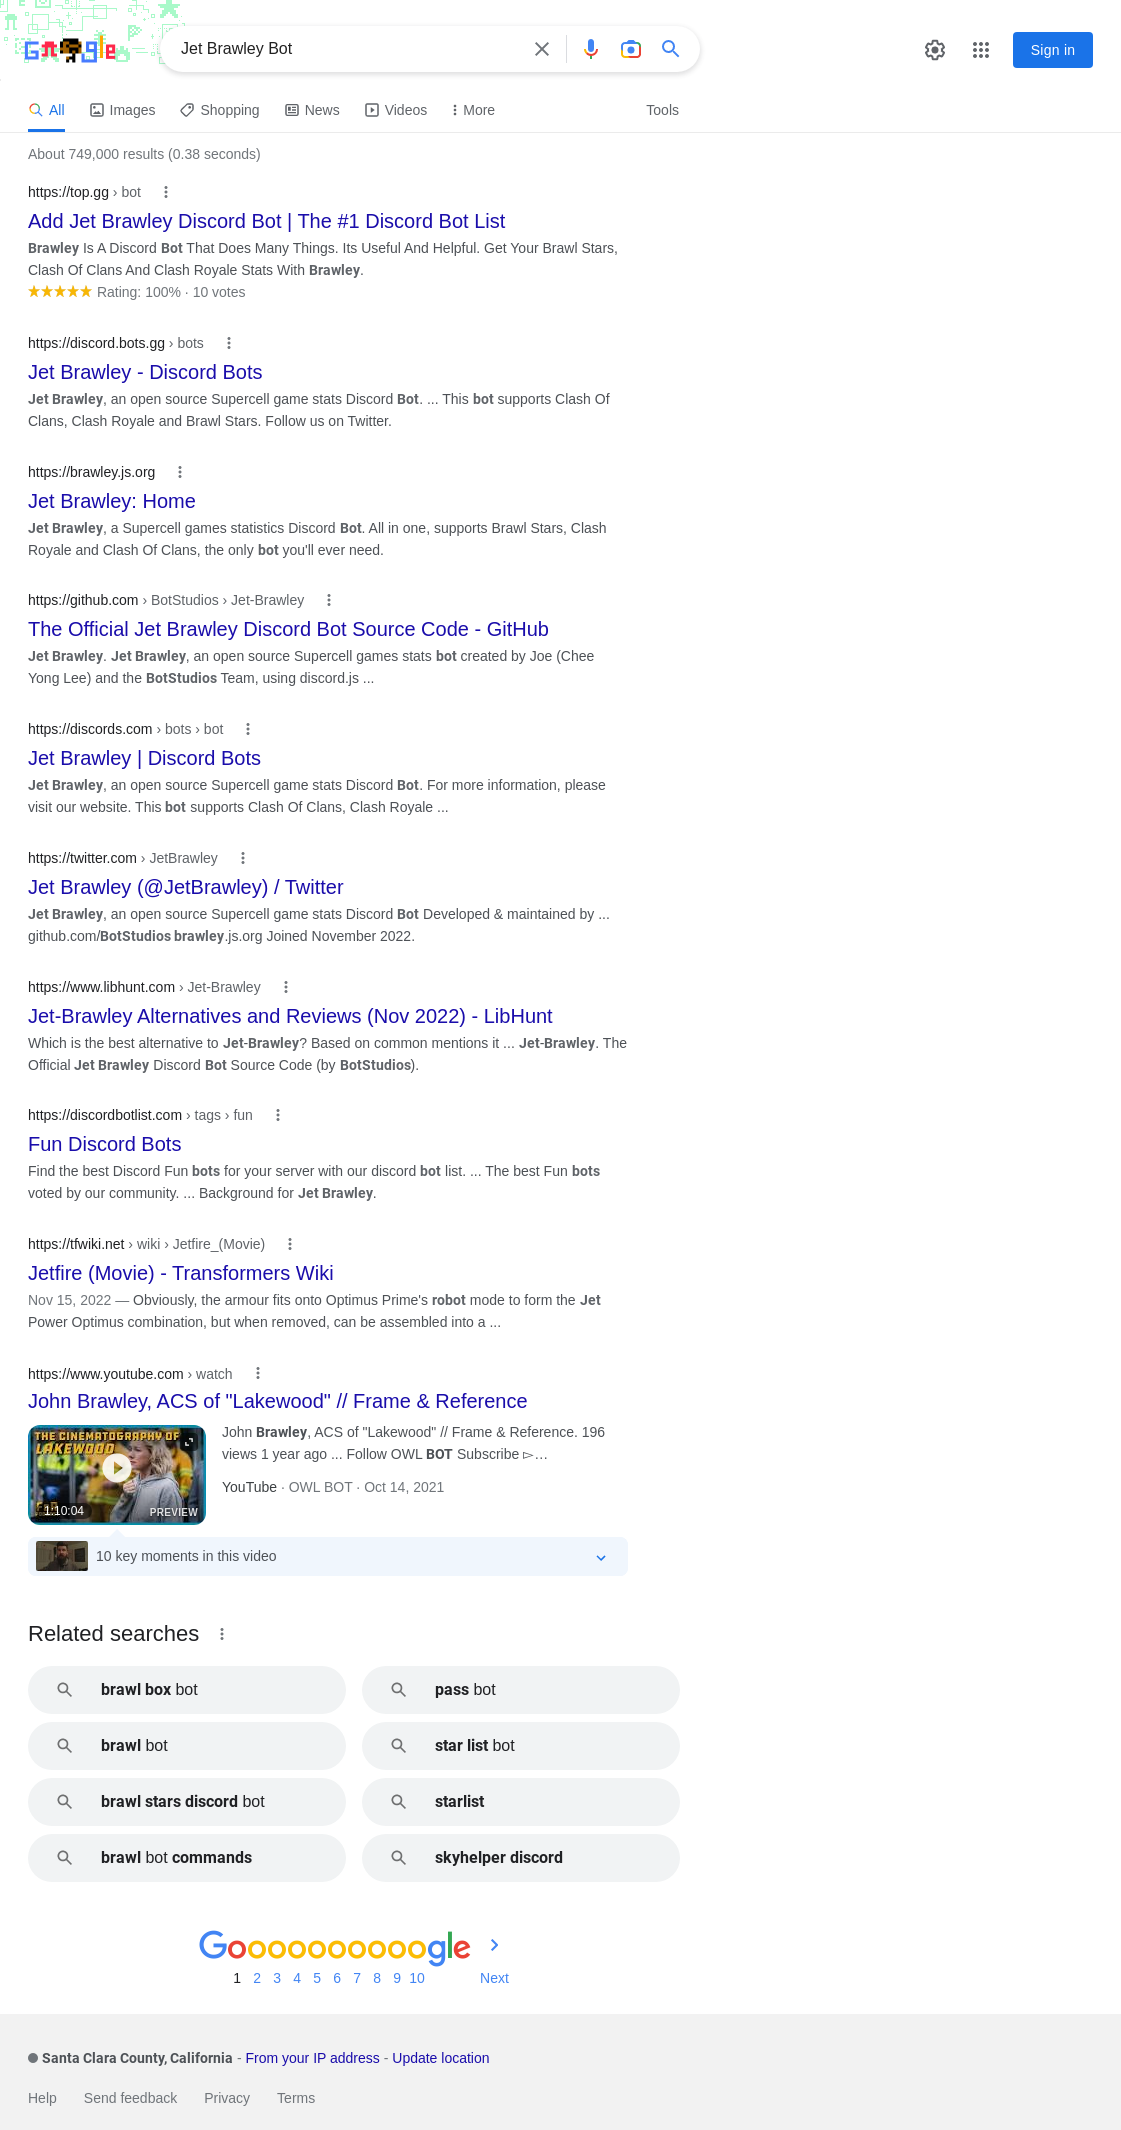 Google
Jet Brawley Bot
Sign in
All Images Shopping News Videos More Tools
About 749,000 results (0.38 seconds)
https://top.gg › bot
Add Jet Brawley Discord Bot | The #1 Discord Bot List
Brawley Is A Discord Bot That Does Many Things. Its Useful And Helpful. Get Your Brawl Stars,
Clash Of Clans And Clash Royale Stats With Brawley.
Rating: 100% · 10 votes
https://discord.bots.gg › bots
Jet Brawley - Discord Bots
Jet Brawley, an open source Supercell game stats Discord Bot. ... This bot supports Clash Of
Clans, Clash Royale and Brawl Stars. Follow us on Twitter.
https://brawley.js.org
Jet Brawley: Home
Jet Brawley, a Supercell games statistics Discord Bot. All in one, supports Brawl Stars, Clash
Royale and Clash Of Clans, the only bot you'll ever need.
https://github.com › BotStudios › Jet-Brawley
The Official Jet Brawley Discord Bot Source Code - GitHub
Jet Brawley. Jet Brawley, an open source Supercell games stats bot created by Joe (Chee
Yong Lee) and the BotStudios Team, using discord.js ...
https://discords.com › bots › bot
Jet Brawley | Discord Bots
Jet Brawley, an open source Supercell game stats Discord Bot. For more information, please
visit our website. This bot supports Clash Of Clans, Clash Royale ...
https://twitter.com › JetBrawley
Jet Brawley (@JetBrawley) / Twitter
Jet Brawley, an open source Supercell game stats Discord Bot Developed & maintained by ...
github.com/BotStudios brawley.js.org Joined November 2022.
https://www.libhunt.com › Jet-Brawley
Jet-Brawley Alternatives and Reviews (Nov 2022) - LibHunt
Which is the best alternative to Jet-Brawley? Based on common mentions it ... Jet-Brawley. The
Official Jet Brawley Discord Bot Source Code (by BotStudios).
https://discordbotlist.com › tags › fun
Fun Discord Bots
Find the best Discord Fun bots for your server with our discord bot list. ... The best Fun bots
voted by our community. ... Background for Jet Brawley.
https://tfwiki.net › wiki › Jetfire_(Movie)
Jetfire (Movie) - Transformers Wiki
Nov 15, 2022 — Obviously, the armour fits onto Optimus Prime's robot mode to form the Jet
Power Optimus combination, but when removed, can be assembled into a ...
https://www.youtube.com › watch
John Brawley, ACS of "Lakewood" // Frame & Reference
THE CINEMATOGRAPHY OF
LAKEWOOD
1:10:04
PREVIEW
John Brawley, ACS of "Lakewood" // Frame & Reference. 196
views 1 year ago ... Follow OWL BOT Subscribe ▻…
YouTube · OWL BOT · Oct 14, 2021
10 key moments in this video
Related searches
brawl box bot
pass bot
brawl bot
star list bot
brawl stars discord bot
starlist
brawl bot commands
skyhelper discord
Goooooooooogle
1 2 3 4 5 6 7 8 9 10 Next
Santa Clara County, California - From your IP address - Update location
Help Send feedback Privacy Terms